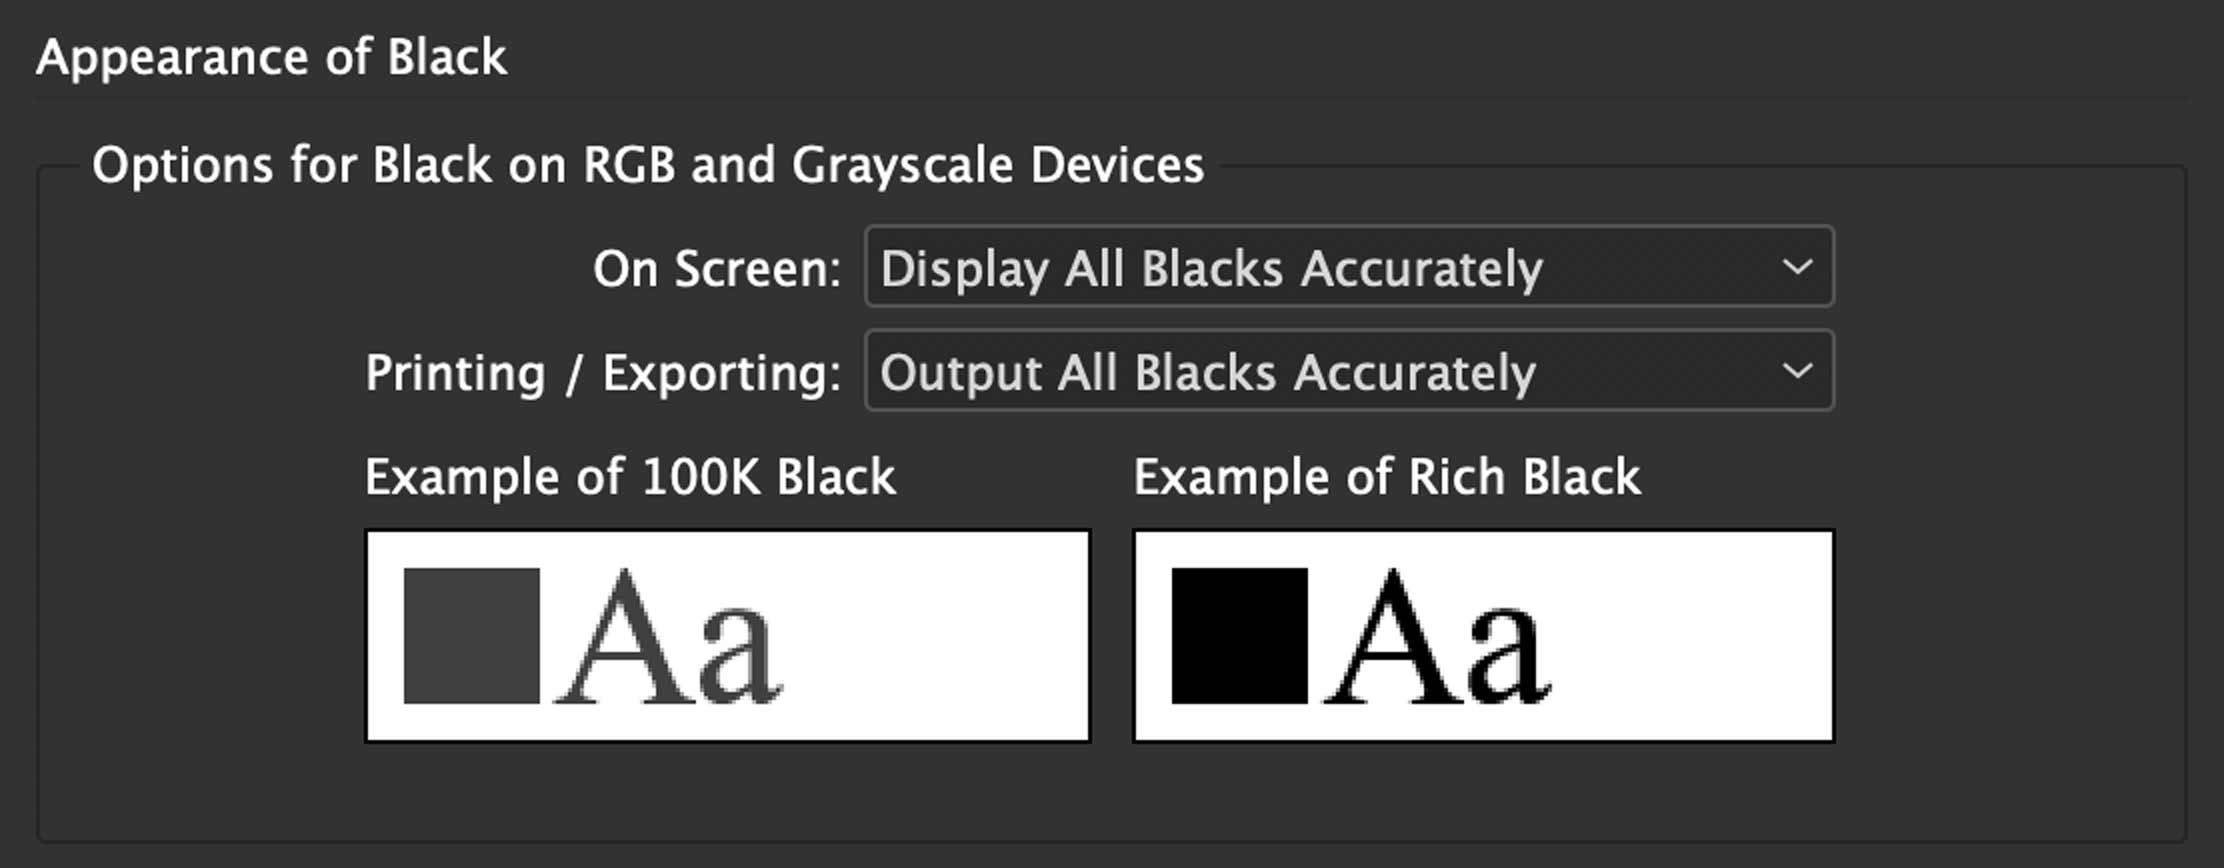 Appearance of Black
Options for Black on RGB and Grayscale Devices
On Screen: Display All Blacks Accurately
Printing / Exporting: Output All Blacks Accurately
Example of 100K Black Example of Rich Black
Aa Aa